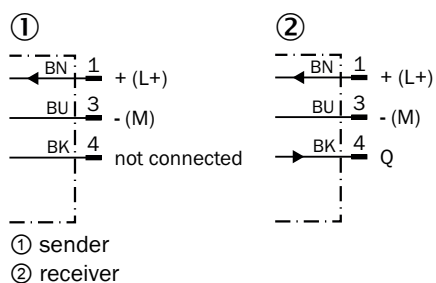 ① ②
BN 1 + (L+) BN 1 + (L+)
BU 3 - (M) BU 3 - (M)
BK 4 not connected BK 4 Q
① sender
② receiver